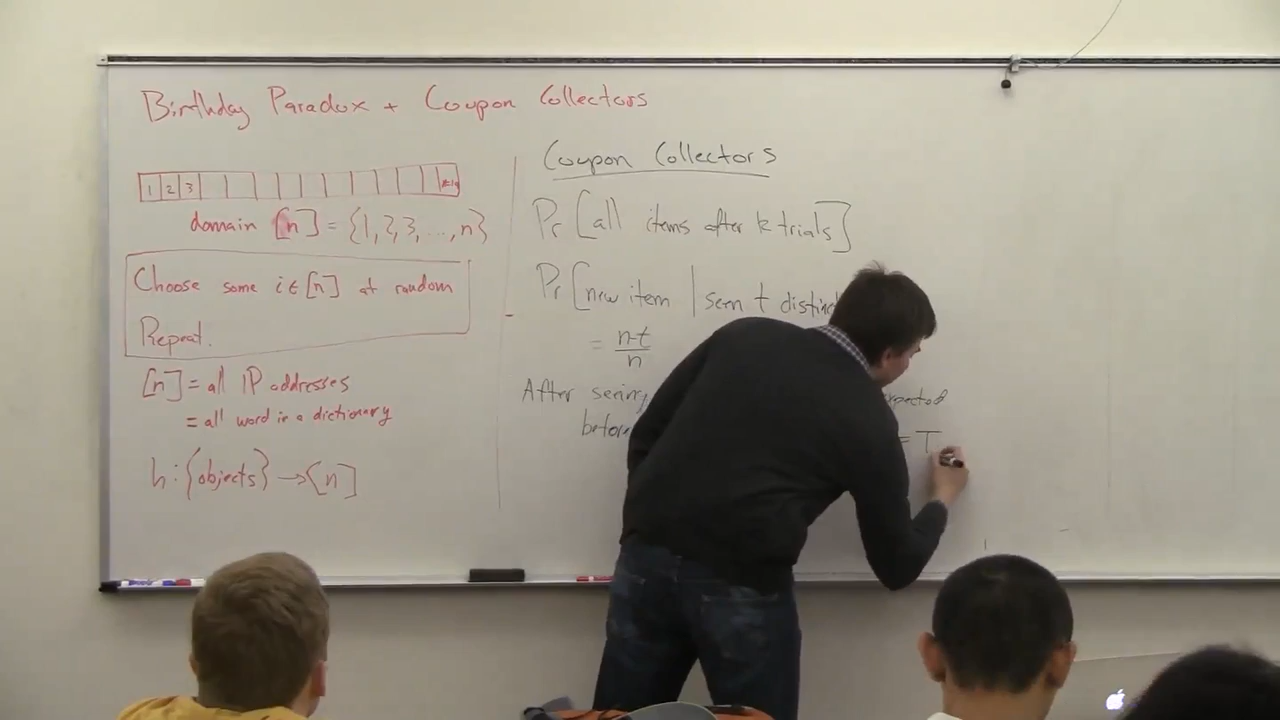 Birthday Paradox + Coupon Collectors
1 2 3
domain [n] = {1, 2, 3, ..., n}
Choose some i ∈ [n] at random
Repeat.
[n] = all IP addresses
= all word in a dictionary
h: {objects} → [n]
Coupon Collectors
Pr [all items after k trials]
Pr [new item | seen t distinc
= n-t
n
After seeing
expected
before
= T